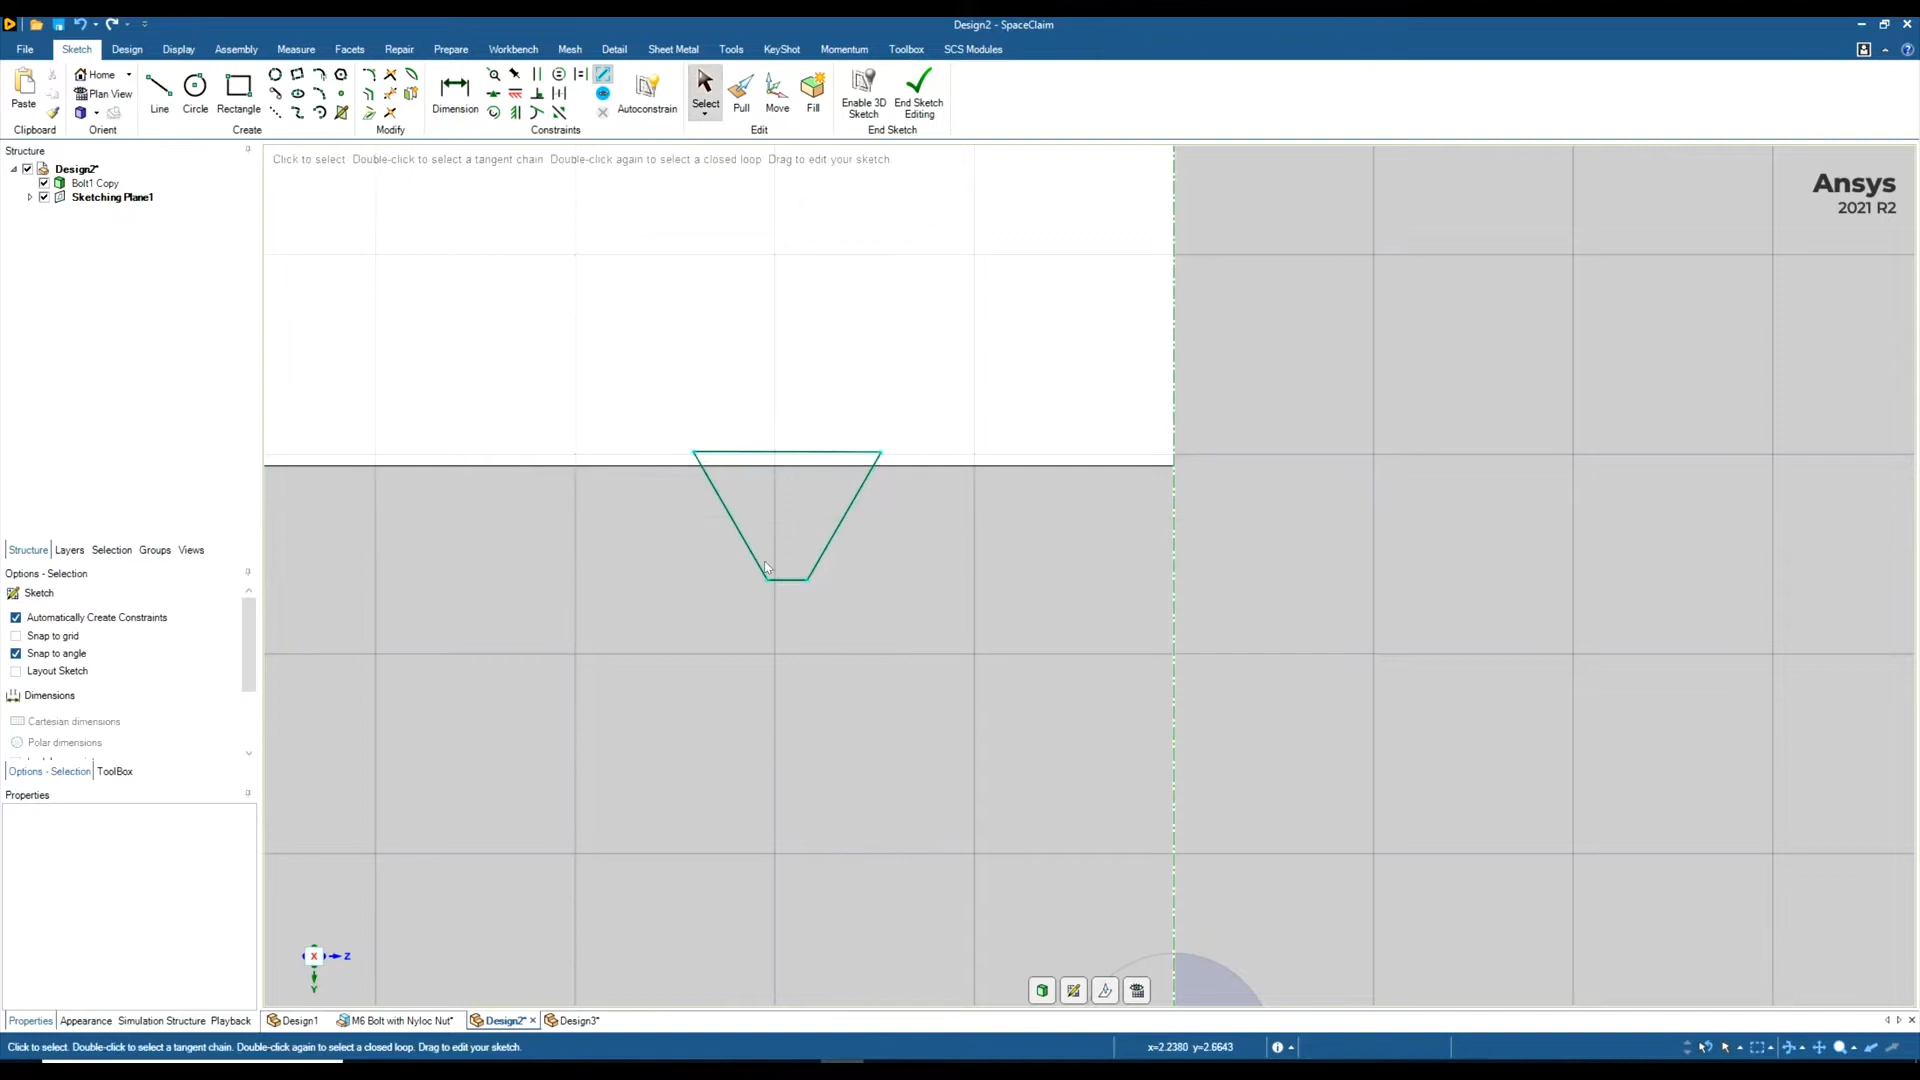 Design2 - SpaceClaim
File Sketch Design Display Assembly Measure Facets Repair Prepare Workbench Mesh Detail Sheet Metal Tools KeyShot Momentum Toolbox SCS Modules
Paste
Clipboard
Home
Plan View
Orient
Line Circle Rectangle
Create
Modify
Dimension
Autoconstrain
Constraints
Select Pull Move Fill
Edit
Enable 3D
Sketch
End Sketch
Editing
End Sketch
Structure
Design2*
Bolt1 Copy
Sketching Plane1
Click to select Double-click to select a tangent chain Double-click again to select a closed loop Drag to edit your sketch
Ansys
2021 R2
Structure Layers Selection Groups Views
Options - Selection
Sketch
Automatically Create Constraints
Snap to grid
Snap to angle
Layout Sketch
Dimensions
Cartesian dimensions
Polar dimensions
Options - Selection ToolBox
Properties
X Z
Y
Properties Appearance Simulation Structure Playback
Design1 M6 Bolt with Nyloc Nut* Design2* Design3*
Click to select. Double-click to select a tangent chain. Double-click again to select a closed loop. Drag to edit your sketch.
x=2.2380 y=2.6643